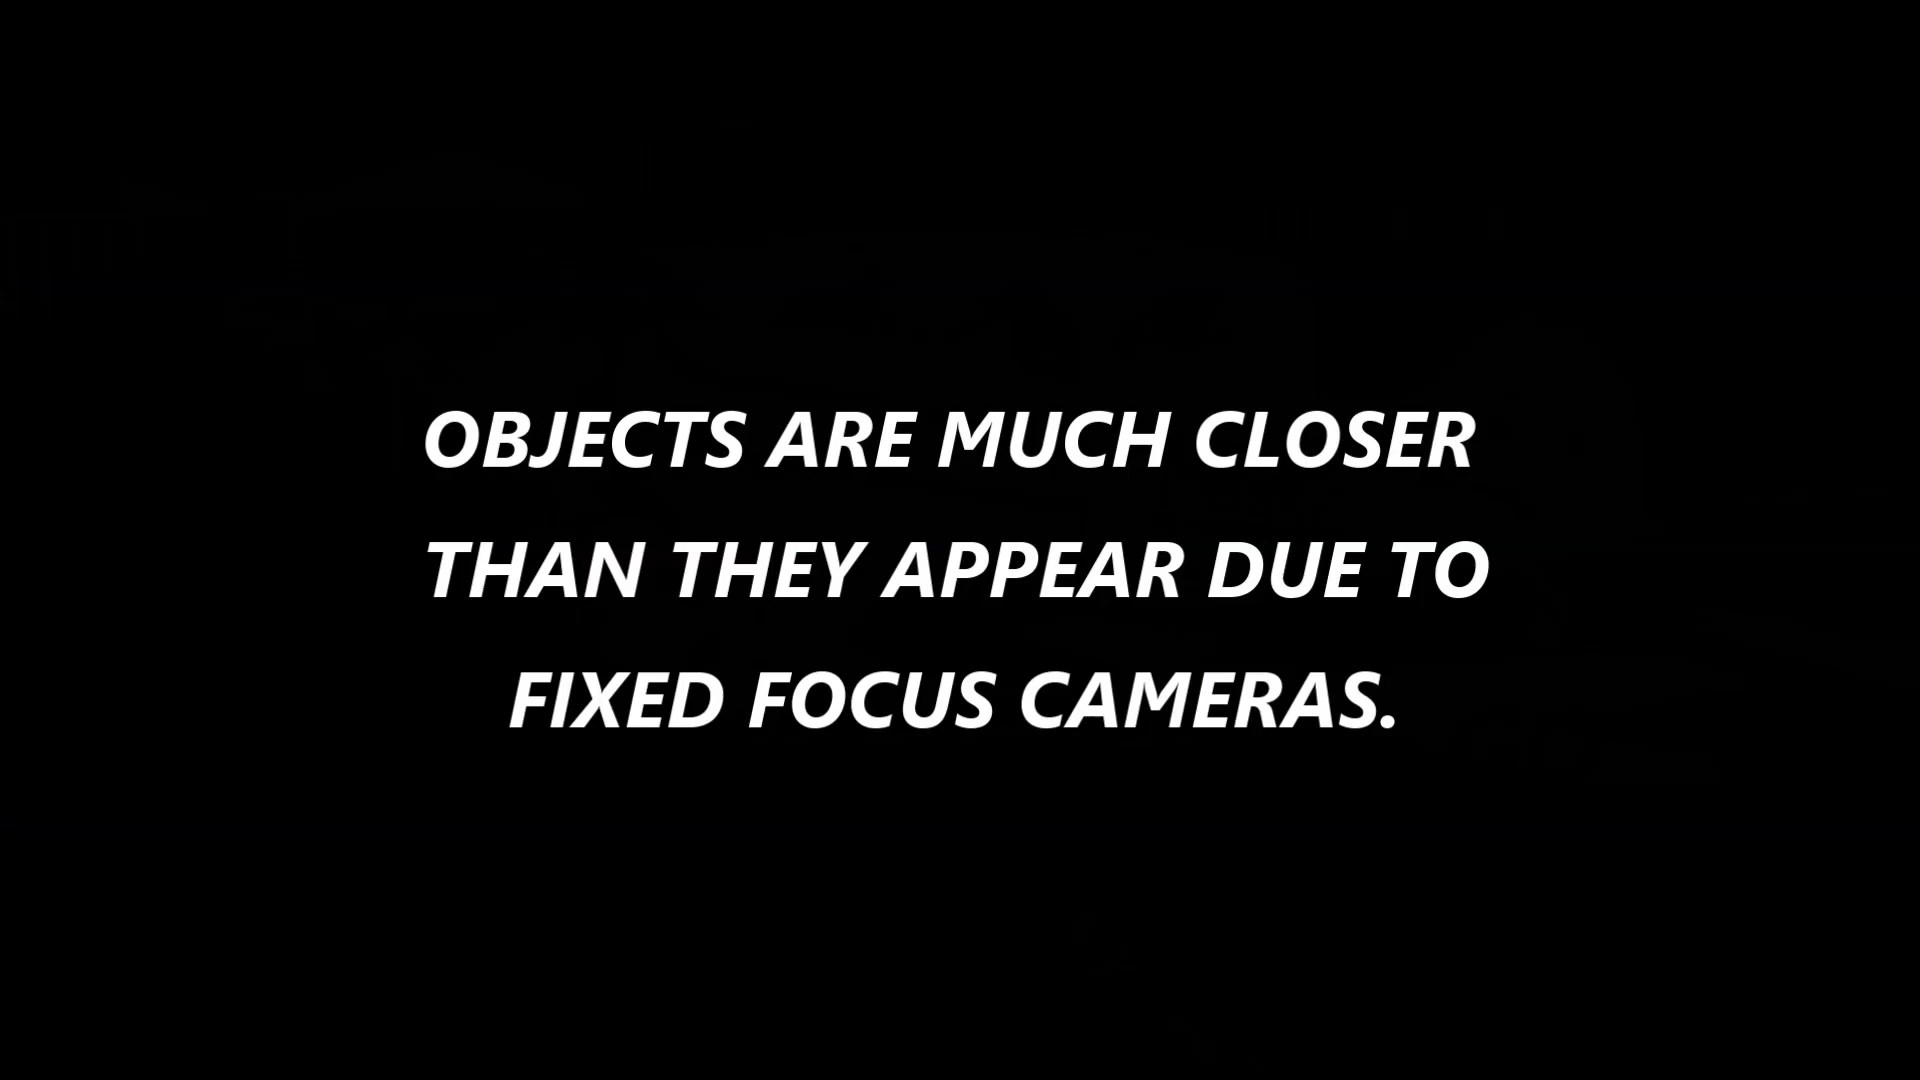 OBJECTS ARE MUCH CLOSER
THAN THEY APPEAR DUE TO
FIXED FOCUS CAMERAS.